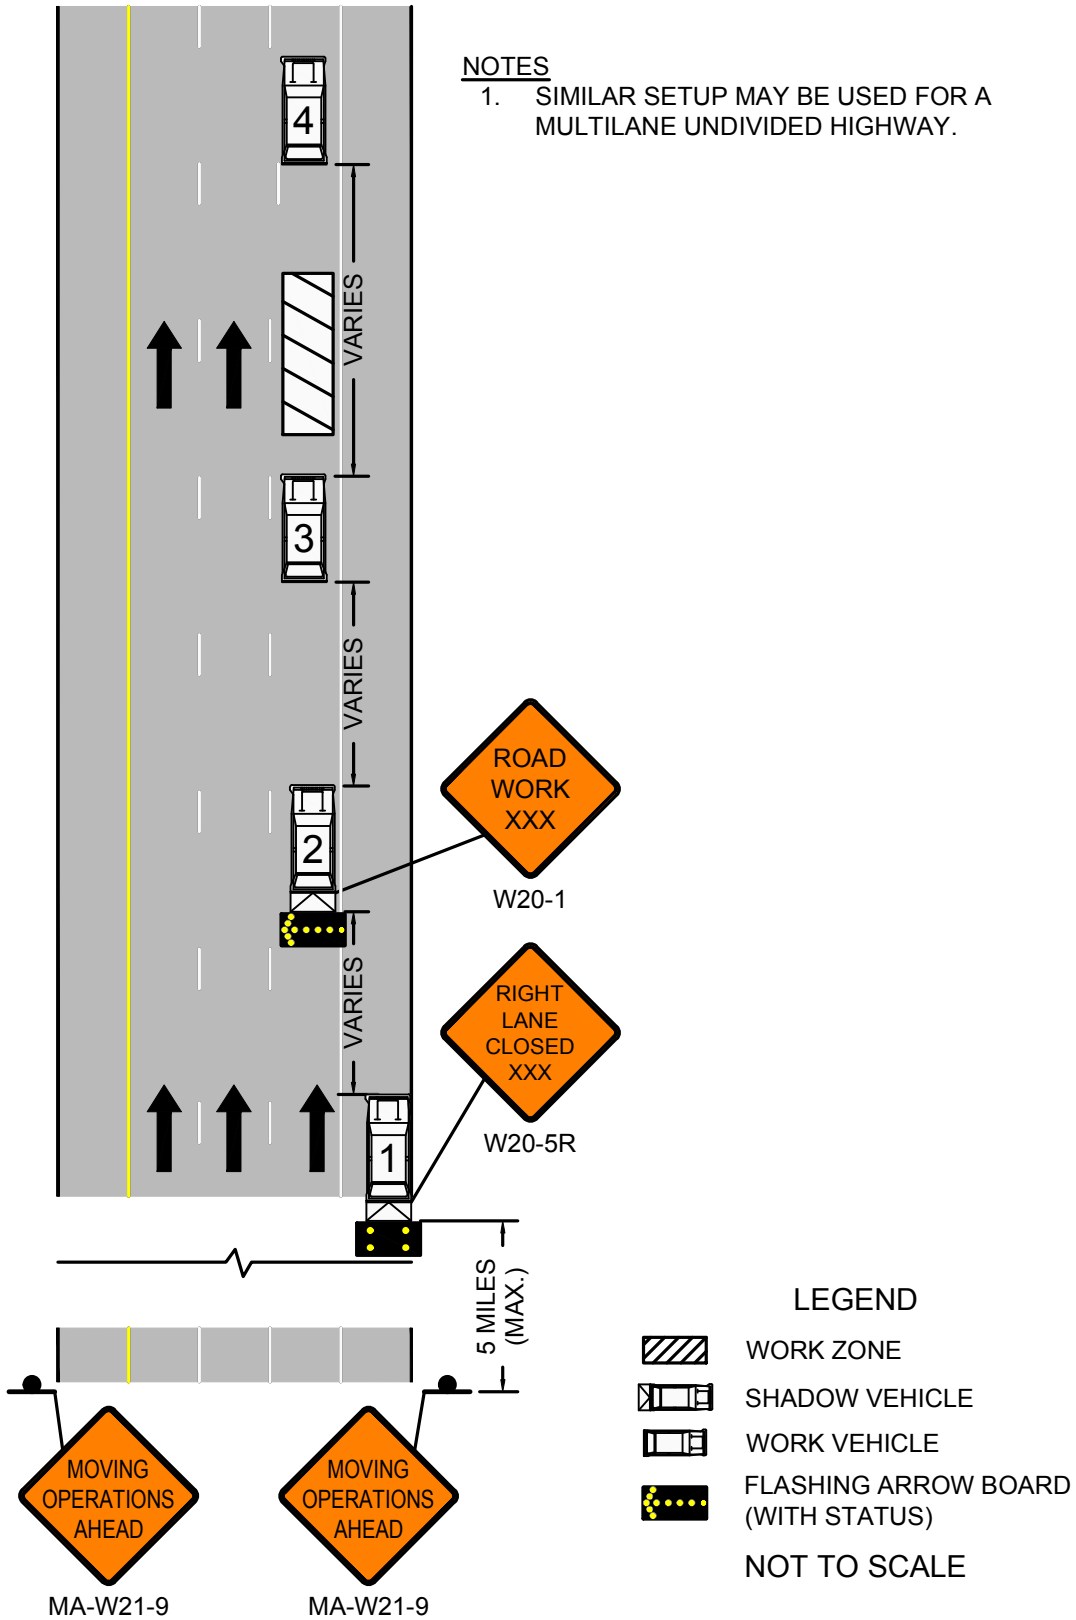 NOTES
1. SIMILAR SETUP MAY BE USED FOR A
MULTILANE UNDIVIDED HIGHWAY.
4
VARIES
3
VARIES
ROAD
WORK
XXX
W20-1
2
VARIES
RIGHT
LANE
CLOSED
XXX
W20-5R
1
5 MILES
(MAX.)
MOVING
OPERATIONS
AHEAD
MA-W21-9
MOVING
OPERATIONS
AHEAD
MA-W21-9
LEGEND
WORK ZONE
SHADOW VEHICLE
WORK VEHICLE
FLASHING ARROW BOARD
(WITH STATUS)
NOT TO SCALE